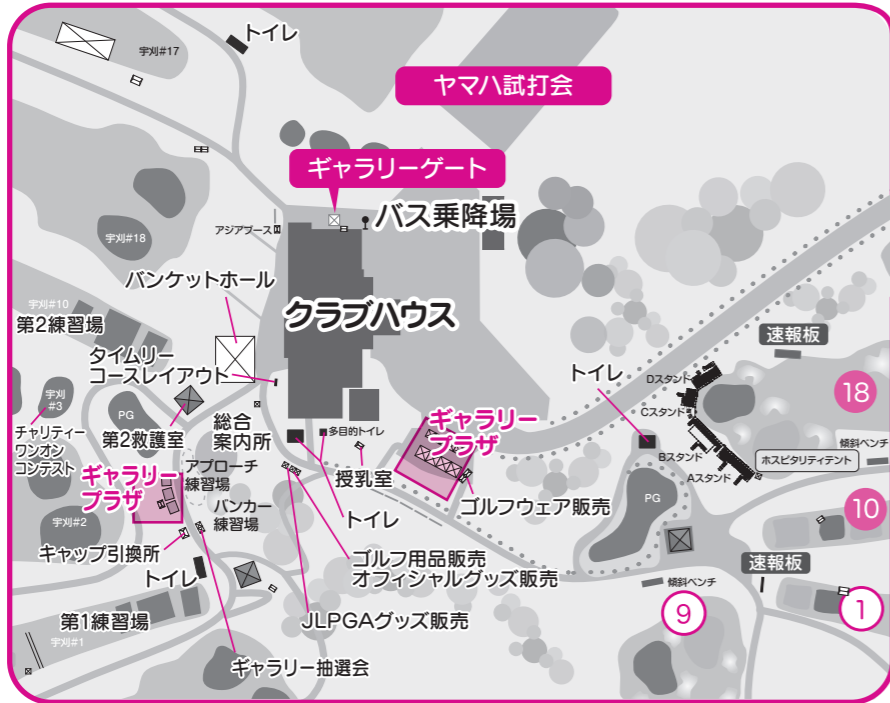 宇刈#17
トイレ
ヤマハ試打会
ギャラリーゲート
バス乗降場
アジアブース
宇刈#18
バンケットホール
クラブハウス
宇刈#10
第2練習場
タイムリー
コースレイアウト
トイレ
速報板
Dスタンド
Cスタンド
Bスタンド
Aスタンド
18
傾斜ベンチ
ホスピタリティテント
宇刈
#3
PG
チャリティー
ワンオン
コンテスト
第2救護室
総合
案内所
多目的トイレ
ギャラリー
プラザ
授乳室
ゴルフウェア販売
ギャラリー
プラザ
アプローチ
練習場
バンカー
練習場
トイレ
PG
10
宇刈#2
キャップ引換所
トイレ
ゴルフ用品販売
オフィシャルグッズ販売
速報板
傾斜ベンチ
9
1
第1練習場
宇刈#1
JLPGAグッズ販売
ギャラリー抽選会